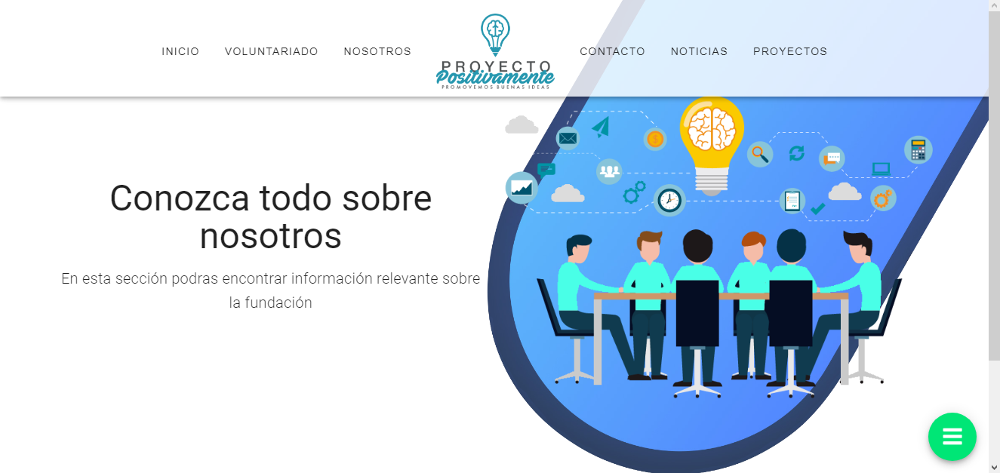 INICIO
VOLUNTARIADO
NOSOTROS
PROYECTO
Positivamente
PROMOVEMOS BUENAS IDEAS
CONTACTO
NOTICIAS
PROYECTOS
Conozca todo sobre
nosotros
En esta sección podras encontrar información relevante sobre
la fundación
$